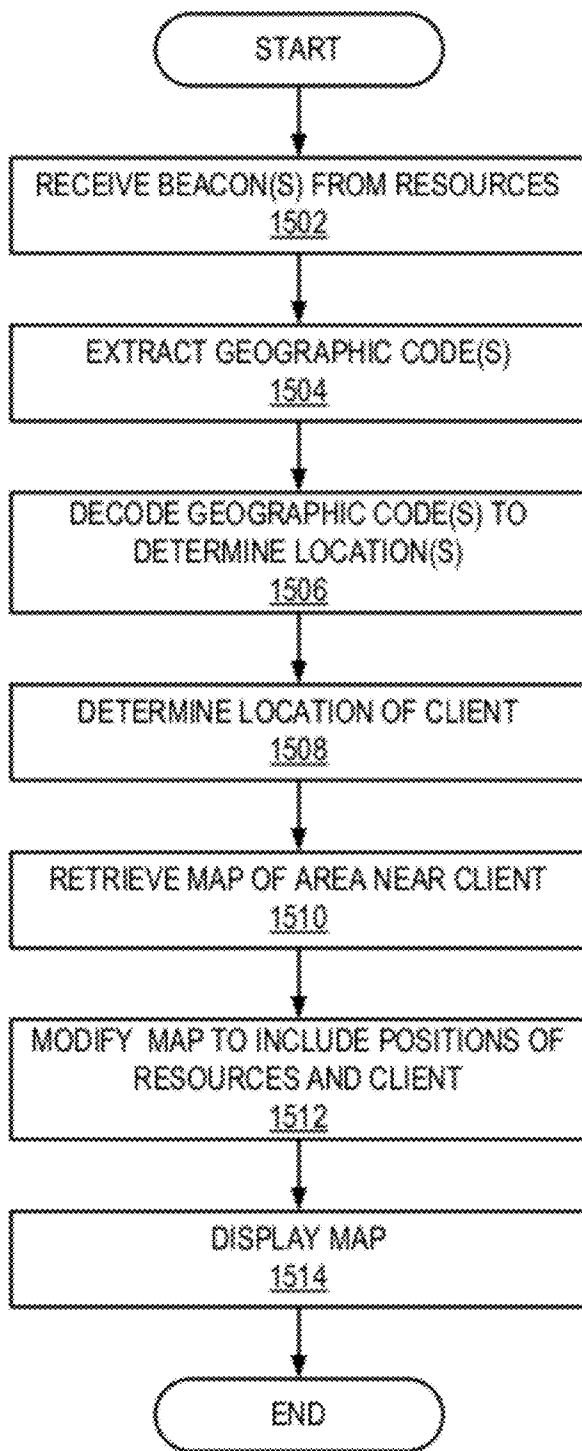 START
RECEIVE BEACON(S) FROM RESOURCES
1502
EXTRACT GEOGRAPHIC CODE(S)
1504
DECODE GEOGRAPHIC CODE(S) TO
DETERMINE LOCATION(S)
1506
DETERMINE LOCATION OF CLIENT
1508
RETRIEVE MAP OF AREA NEAR CLIENT
1510
MODIFY MAP TO INCLUDE POSITIONS OF
RESOURCES AND CLIENT
1512
DISPLAY MAP
1514
END